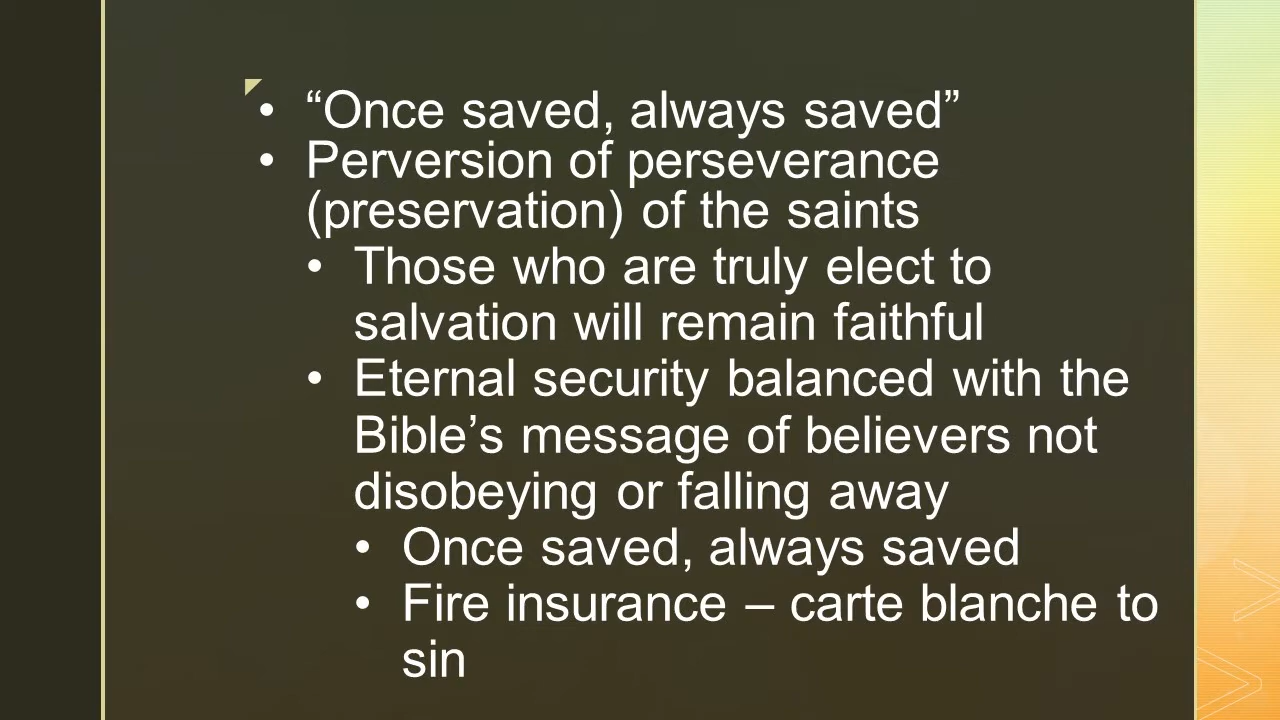 • “Once saved, always saved”
• Perversion of perseverance
(preservation) of the saints
• Those who are truly elect to
salvation will remain faithful
• Eternal security balanced with the
Bible’s message of believers not
disobeying or falling away
• Once saved, always saved
• Fire insurance – carte blanche to
sin